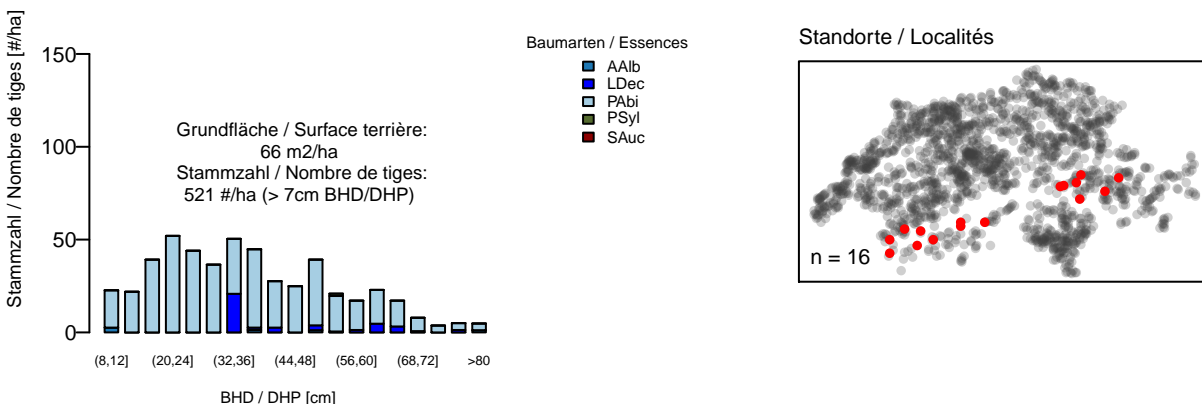 Stammzahl / Nombre de tiges [#/ha]
150
100
50
0
Grundfläche / Surface terrière:
66 m2/ha
Stammzahl / Nombre de tiges:
521 #/ha (> 7cm BHD/DHP)
(8,12]
(20,24]
(32,36]
(44,48]
(56,60]
(68,72]
>80
BHD / DHP [cm]
Baumarten / Essences
AAlb
LDec
PAbi
PSyl
SAuc
Standorte / Localités
n = 16